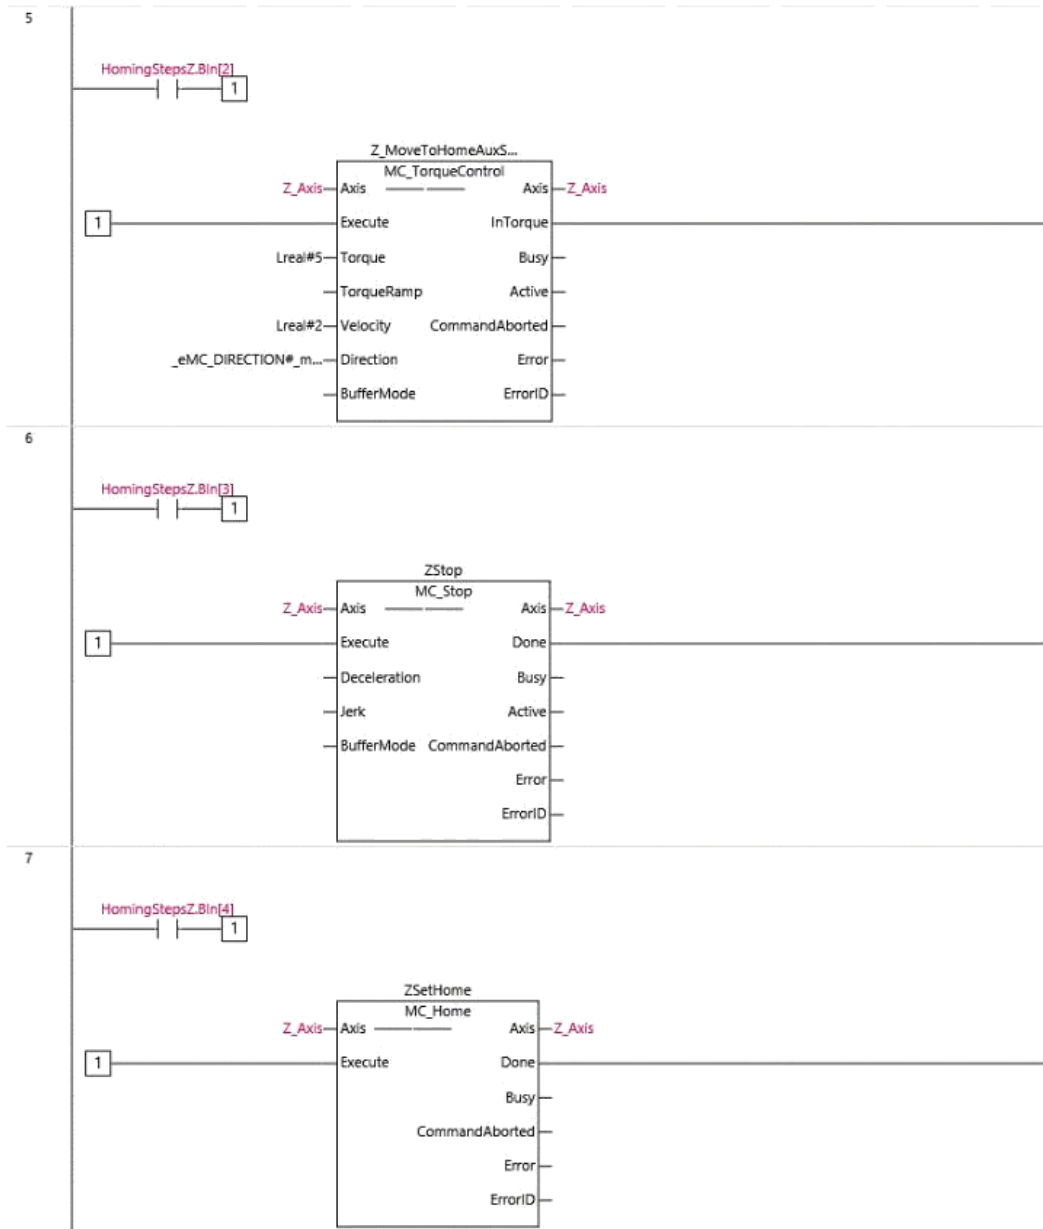 5
HomingStepsZ.BIn[2]
1
Z_MoveToHomeAuxS...
MC_TorqueControl
Z_Axis Axis Axis Z_Axis
1 Execute InTorque
Lreal#5 Torque Busy
TorqueRamp Active
Lreal#2 Velocity CommandAborted
_eMC_DIRECTION#_m... Direction Error
BufferMode ErrorID
6
HomingStepsZ.BIn[3]
1
ZStop
MC_Stop
Z_Axis Axis Axis Z_Axis
1 Execute Done
Deceleration Busy
Jerk Active
BufferMode CommandAborted
Error
ErrorID
7
HomingStepsZ.BIn[4]
1
ZSetHome
MC_Home
Z_Axis Axis Axis Z_Axis
1 Execute Done
Busy
CommandAborted
Error
ErrorID